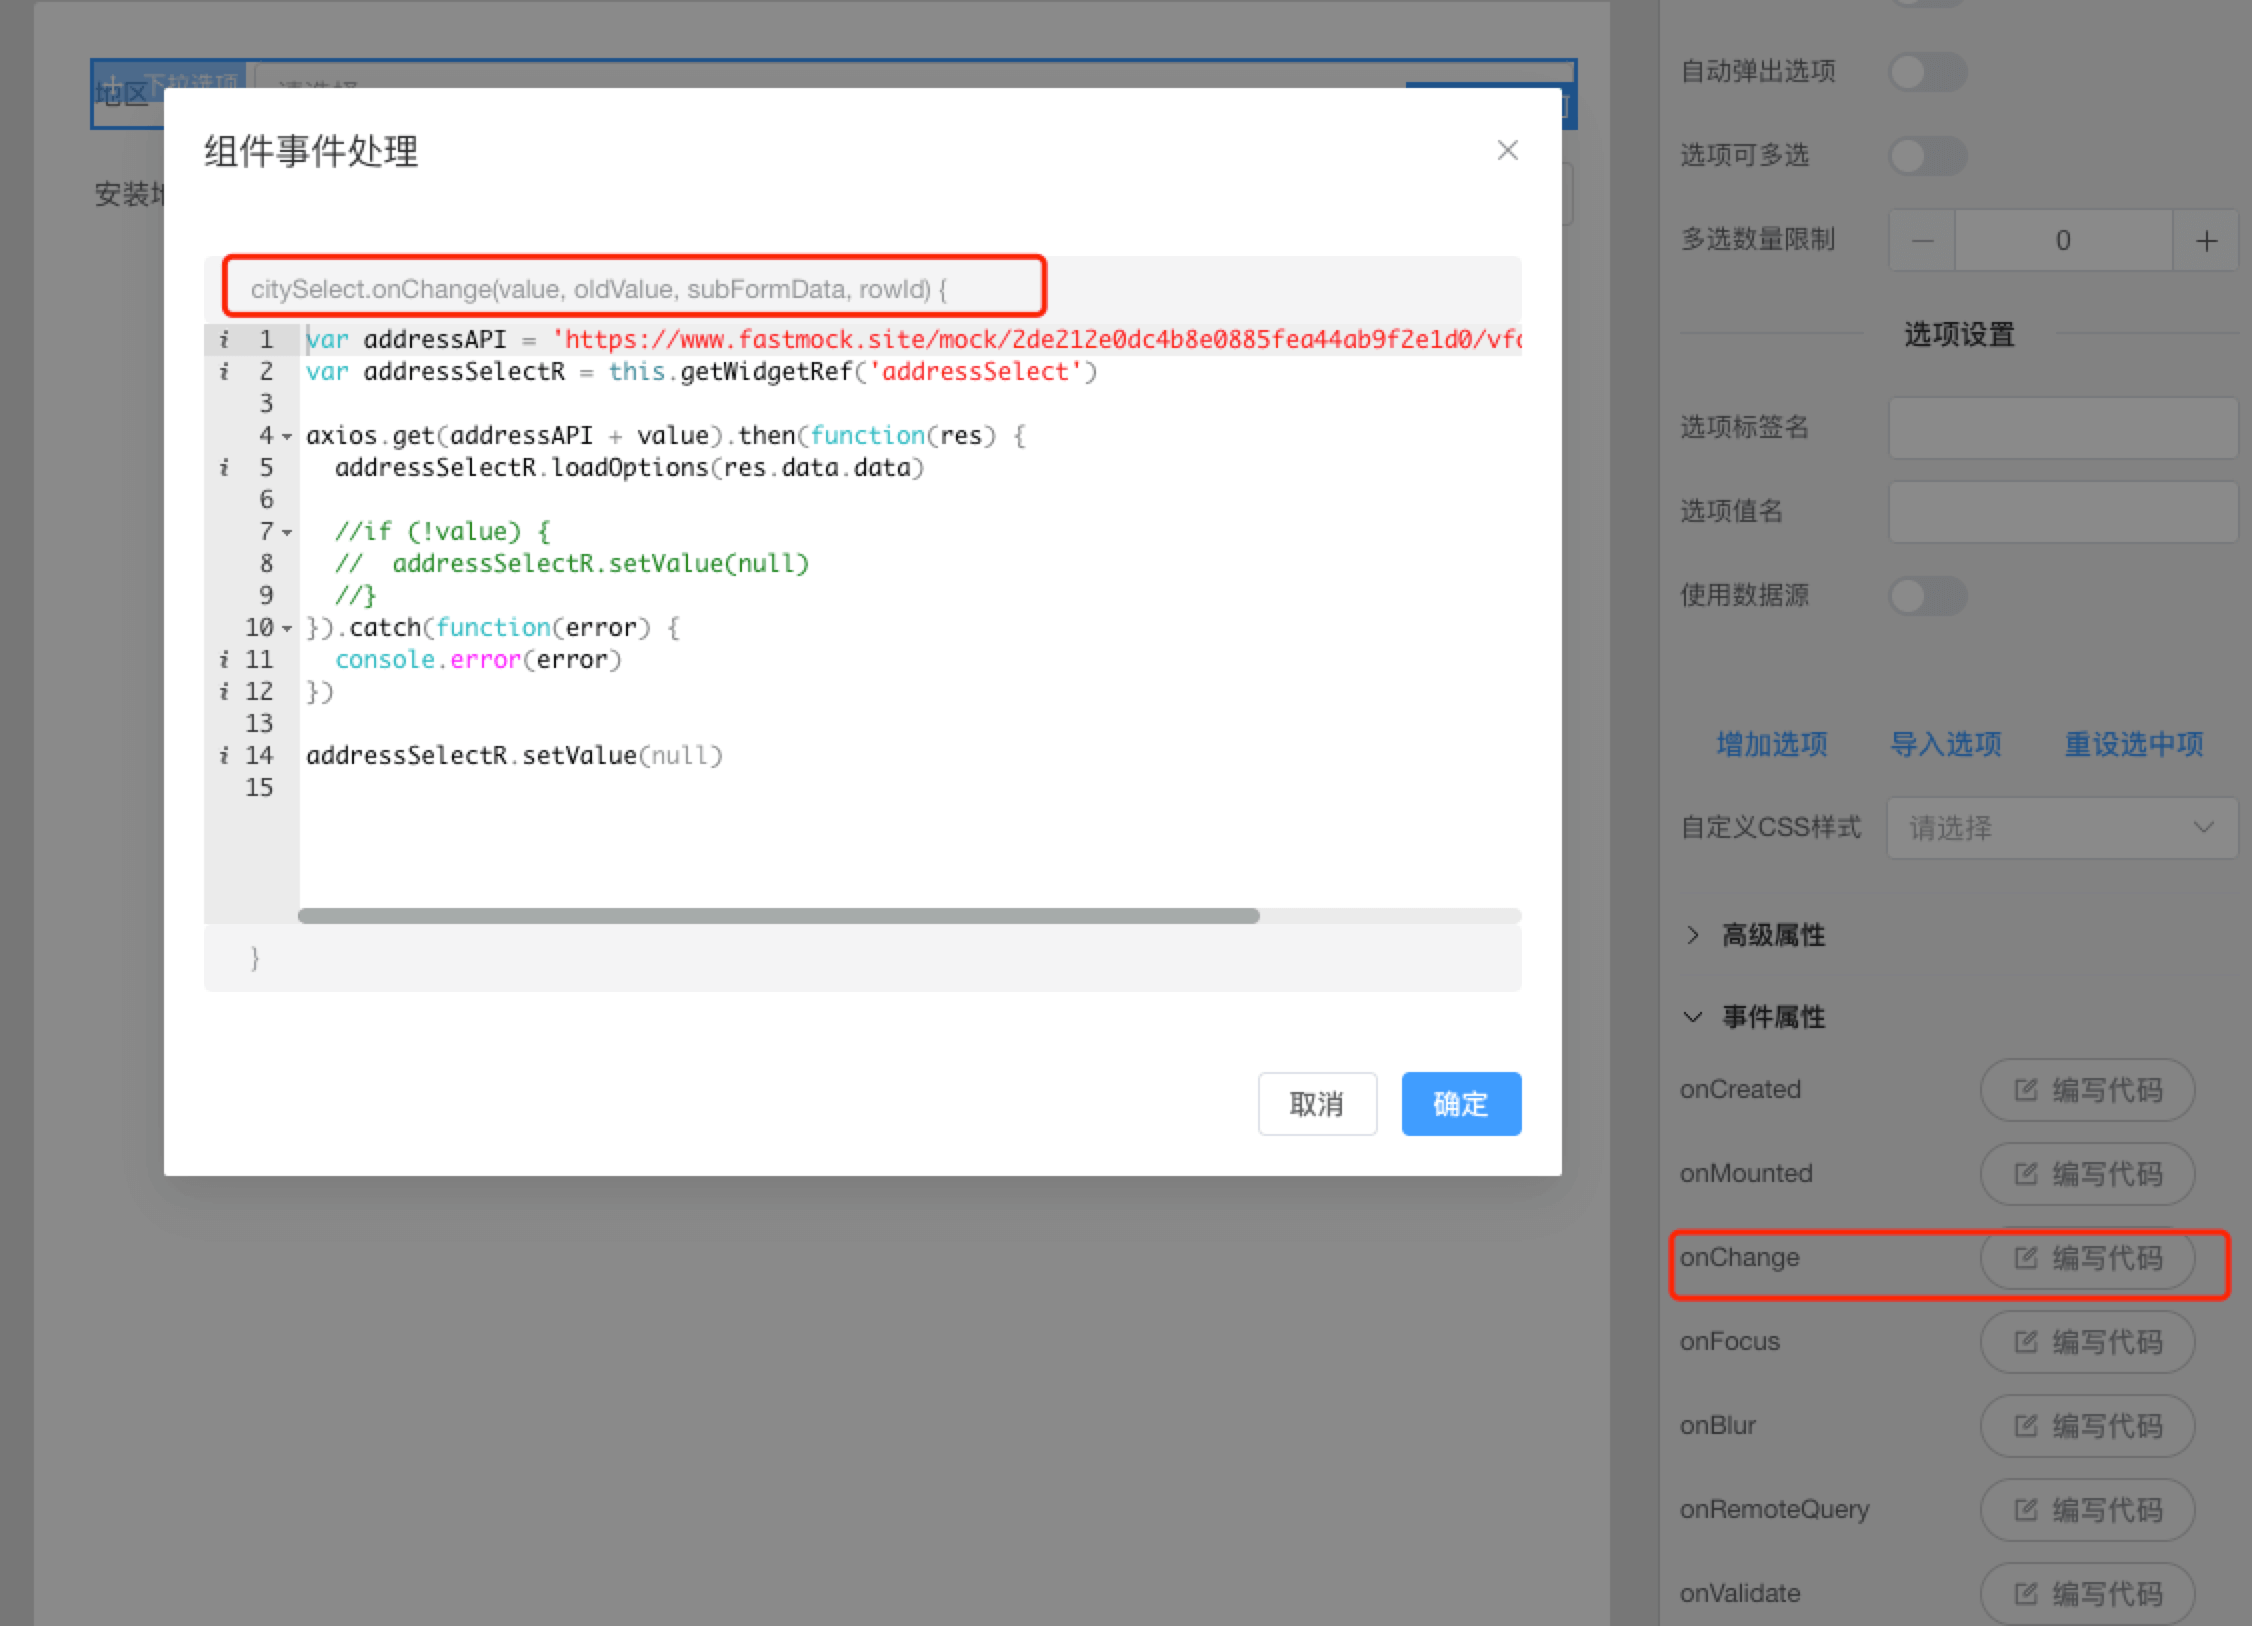 下拉选项
地区
请选择
安装地
组件事件处理
citySelect.onChange(value, oldValue, subFormData, rowId) {
1 var addressAPI = 'https://www.fastmock.site/mock/2de212e0dc4b8e0885fea44ab9f2e1d0/vf
2 var addressSelectR = this.getWidgetRef('addressSelect')
3
4 axios.get(addressAPI + value).then(function(res) {
5 addressSelectR.loadOptions(res.data.data)
6
7 //if (!value) {
8 //  addressSelectR.setValue(null)
9 //}
10 }).catch(function(error) {
11 console.error(error)
12 })
13
14 addressSelectR.setValue(null)
15
}
取消
确定
自动弹出选项
选项可多选
多选数量限制 − 0 +
选项设置
选项标签名
选项值名
使用数据源
增加选项 导入选项 重设选中项
自定义CSS样式 请选择
高级属性
事件属性
onCreated 编写代码
onMounted 编写代码
onChange 编写代码
onFocus 编写代码
onBlur 编写代码
onRemoteQuery 编写代码
onValidate 编写代码